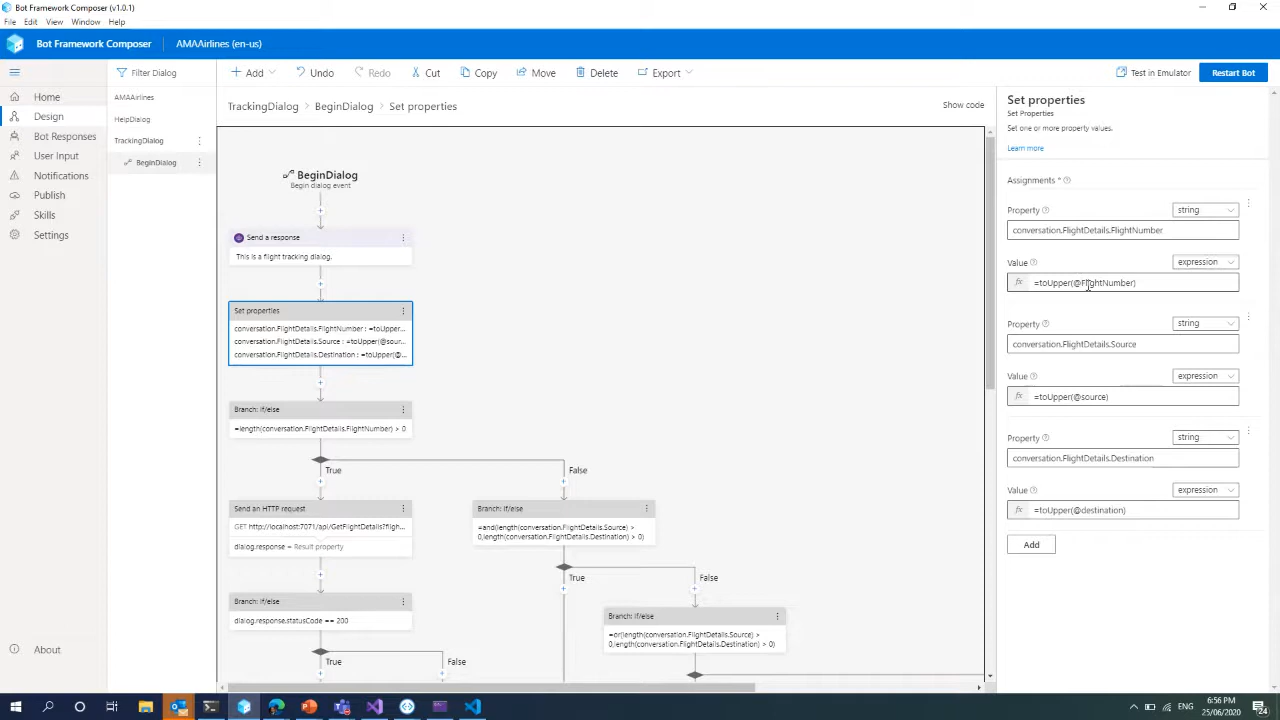 Bot Framework Composer (v1.0.1)
File Edit View Window Help
Bot Framework Composer AMAAirlines (en-us)
Filter Dialog
Add Undo Redo Cut Copy Move Delete Export
Test in Emulator
Restart Bot
Home
Design
Bot Responses
User Input
Notifications
Publish
Skills
Settings
About
AMAAirlines
HelpDialog
TrackingDialog
BeginDialog
TrackingDialog > BeginDialog > Set properties
Show code
BeginDialog
Begin dialog event
Send a response
This is a flight tracking dialog.
Set properties
conversation.FlightDetails.FlightNumber : =toUpper...
conversation.FlightDetails.Source : =toUpper(@sour...
conversation.FlightDetails.Destination : =toUpper(@...
Branch: If/else
=length(conversation.FlightDetails.FlightNumber) > 0
True
False
Send an HTTP request
GET http://localhost:7071/api/GetFlightDetails?fligh...
dialog.response = Result property
Branch: If/else
dialog.response.statusCode == 200
True
False
Branch: If/else
=and(length(conversation.FlightDetails.Source) >
0,length(conversation.FlightDetails.Destination) > 0)
True
False
Branch: If/else
=or(length(conversation.FlightDetails.Source) >
0,length(conversation.FlightDetails.Destination) > 0)
Set properties
Set Properties
Set one or more property values.
Learn more
Assignments *
Property
string
conversation.FlightDetails.FlightNumber
Value
expression
fx =toUpper(@FlightNumber)
Property
string
conversation.FlightDetails.Source
Value
expression
fx =toUpper(@source)
Property
string
conversation.FlightDetails.Destination
Value
expression
fx =toUpper(@destination)
Add
ENG
6:56 PM
25/06/2020
24